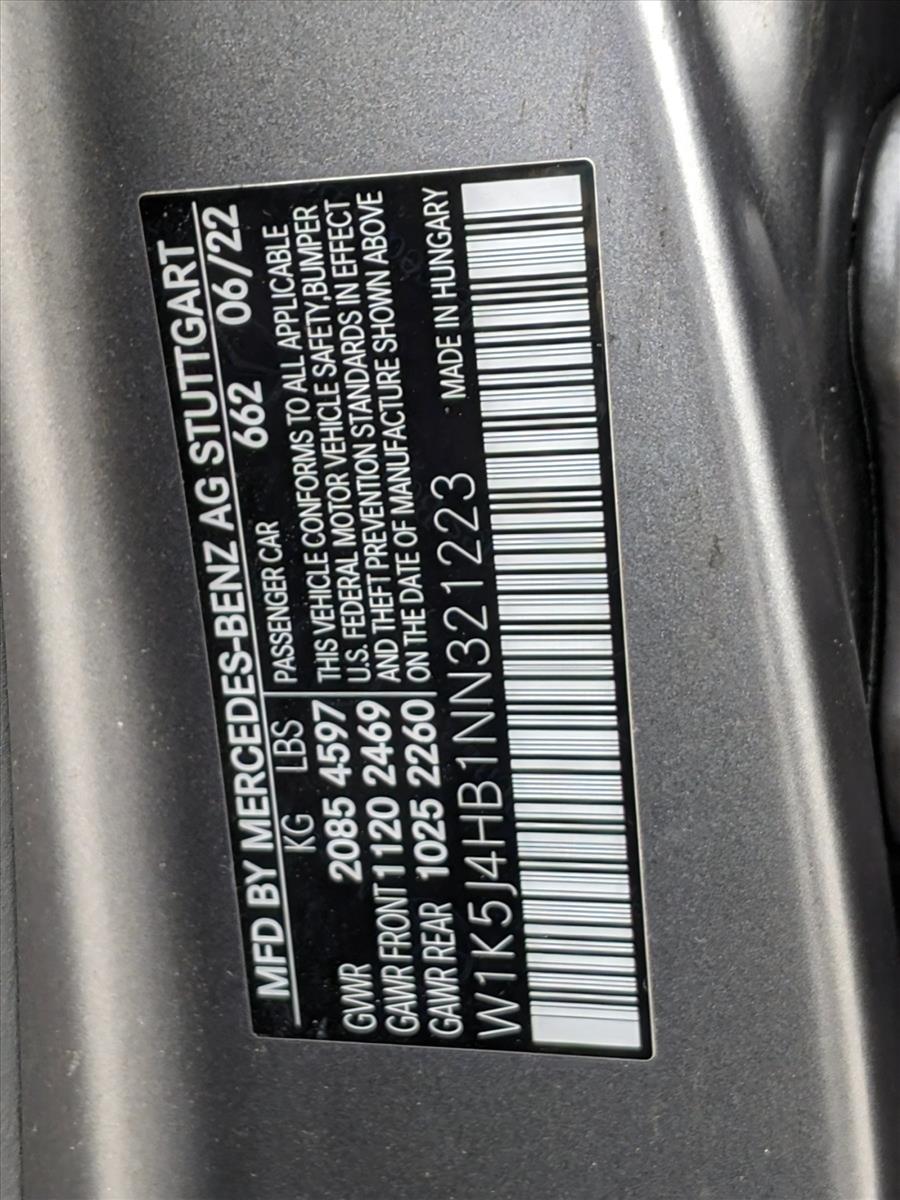 MFD BY MERCEDES-BENZ AG STUTTGART
KG LBS PASSENGER CAR 662 06/22
GVWR 2085 4597 THIS VEHICLE CONFORMS TO ALL APPLICABLE
U.S. FEDERAL MOTOR VEHICLE SAFETY,BUMPER
GAWR FRONT 1120 2469 AND THEFT PREVENTION STANDARDS IN EFFECT
GAWR REAR 1025 2260 ON THE DATE OF MANUFACTURE SHOWN ABOVE
W1K5J4HB1NN321223 MADE IN HUNGARY